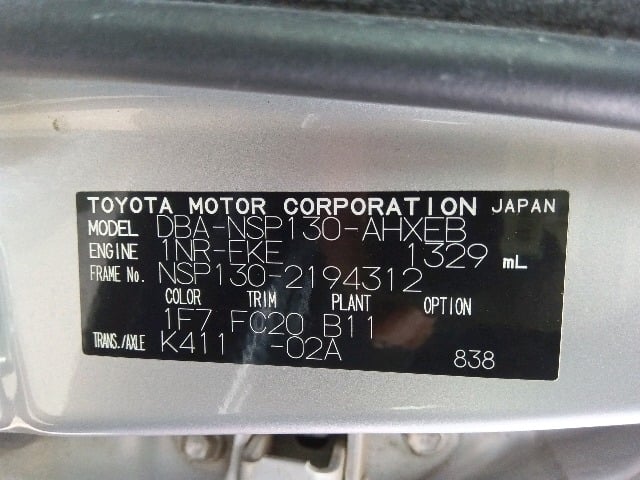 TOYOTA MOTOR CORPORATION JAPAN
MODEL DBA-NSP130-AHXEB
ENGINE 1NR-EKE 1329 mL
FRAME No. NSP130-2194312
COLOR TRIM PLANT OPTION
1F7 FC20 B11
TRANS./AXLE K411 -02A
838